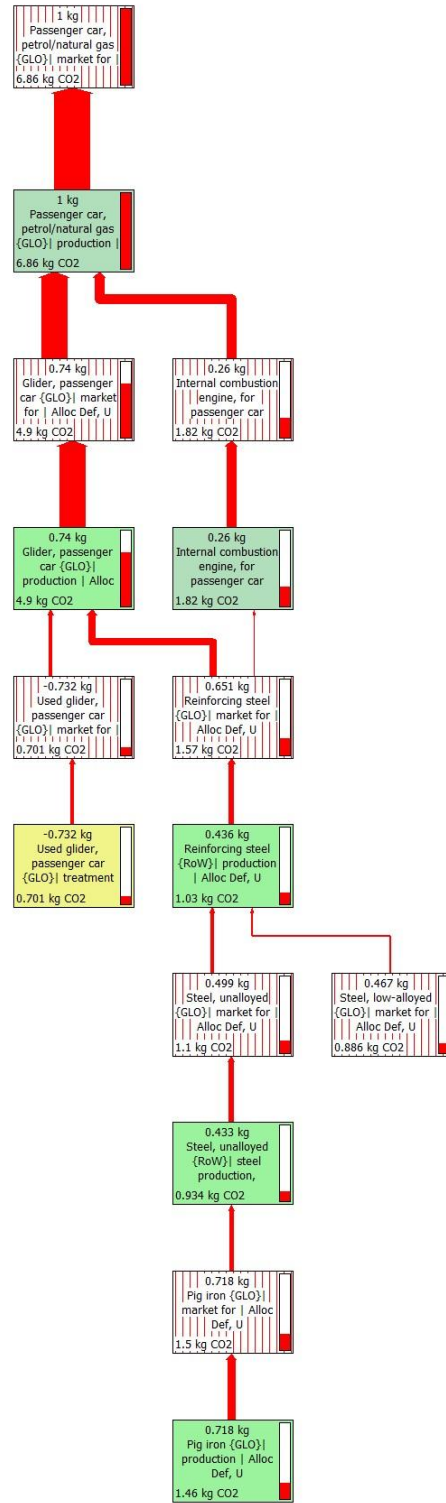 1 kg
Passenger car,
petrol/natural gas
{GLO}| market for |
6.86 kg CO2
1 kg
Passenger car,
petrol/natural gas
{GLO}| production |
6.86 kg CO2
0.74 kg
Glider, passenger
car {GLO}| market
for | Alloc Def, U
4.9 kg CO2
0.26 kg
Internal combustion
engine, for
passenger car
1.82 kg CO2
0.74 kg
Glider, passenger
car {GLO}|
production | Alloc
4.9 kg CO2
0.26 kg
Internal combustion
engine, for
passenger car
1.82 kg CO2
-0.732 kg
Used glider,
passenger car
{GLO}| market for |
0.701 kg CO2
0.651 kg
Reinforcing steel
{GLO}| market for |
Alloc Def, U
1.57 kg CO2
-0.732 kg
Used glider,
passenger car
{GLO}| treatment
0.701 kg CO2
0.436 kg
Reinforcing steel
{RoW}| production
| Alloc Def, U
1.03 kg CO2
0.499 kg
Steel, unalloyed
{GLO}| market for |
Alloc Def, U
1.1 kg CO2
0.467 kg
Steel, low-alloyed
{GLO}| market for |
Alloc Def, U
0.886 kg CO2
0.433 kg
Steel, unalloyed
{RoW}| steel
production,
0.934 kg CO2
0.718 kg
Pig iron {GLO}|
market for | Alloc
Def, U
1.5 kg CO2
0.718 kg
Pig iron {GLO}|
production | Alloc
Def, U
1.46 kg CO2